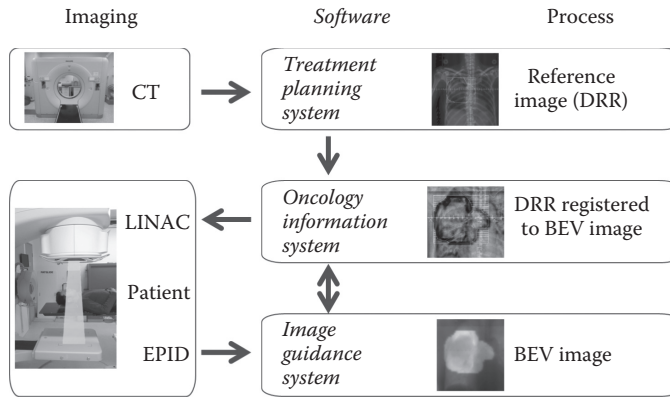 Imaging
Software
Process
CT
Treatment
planning
system
Reference
image (DRR)
LINAC
Patient
EPID
Oncology
information
system
DRR registered
to BEV image
Image
guidance
system
BEV image